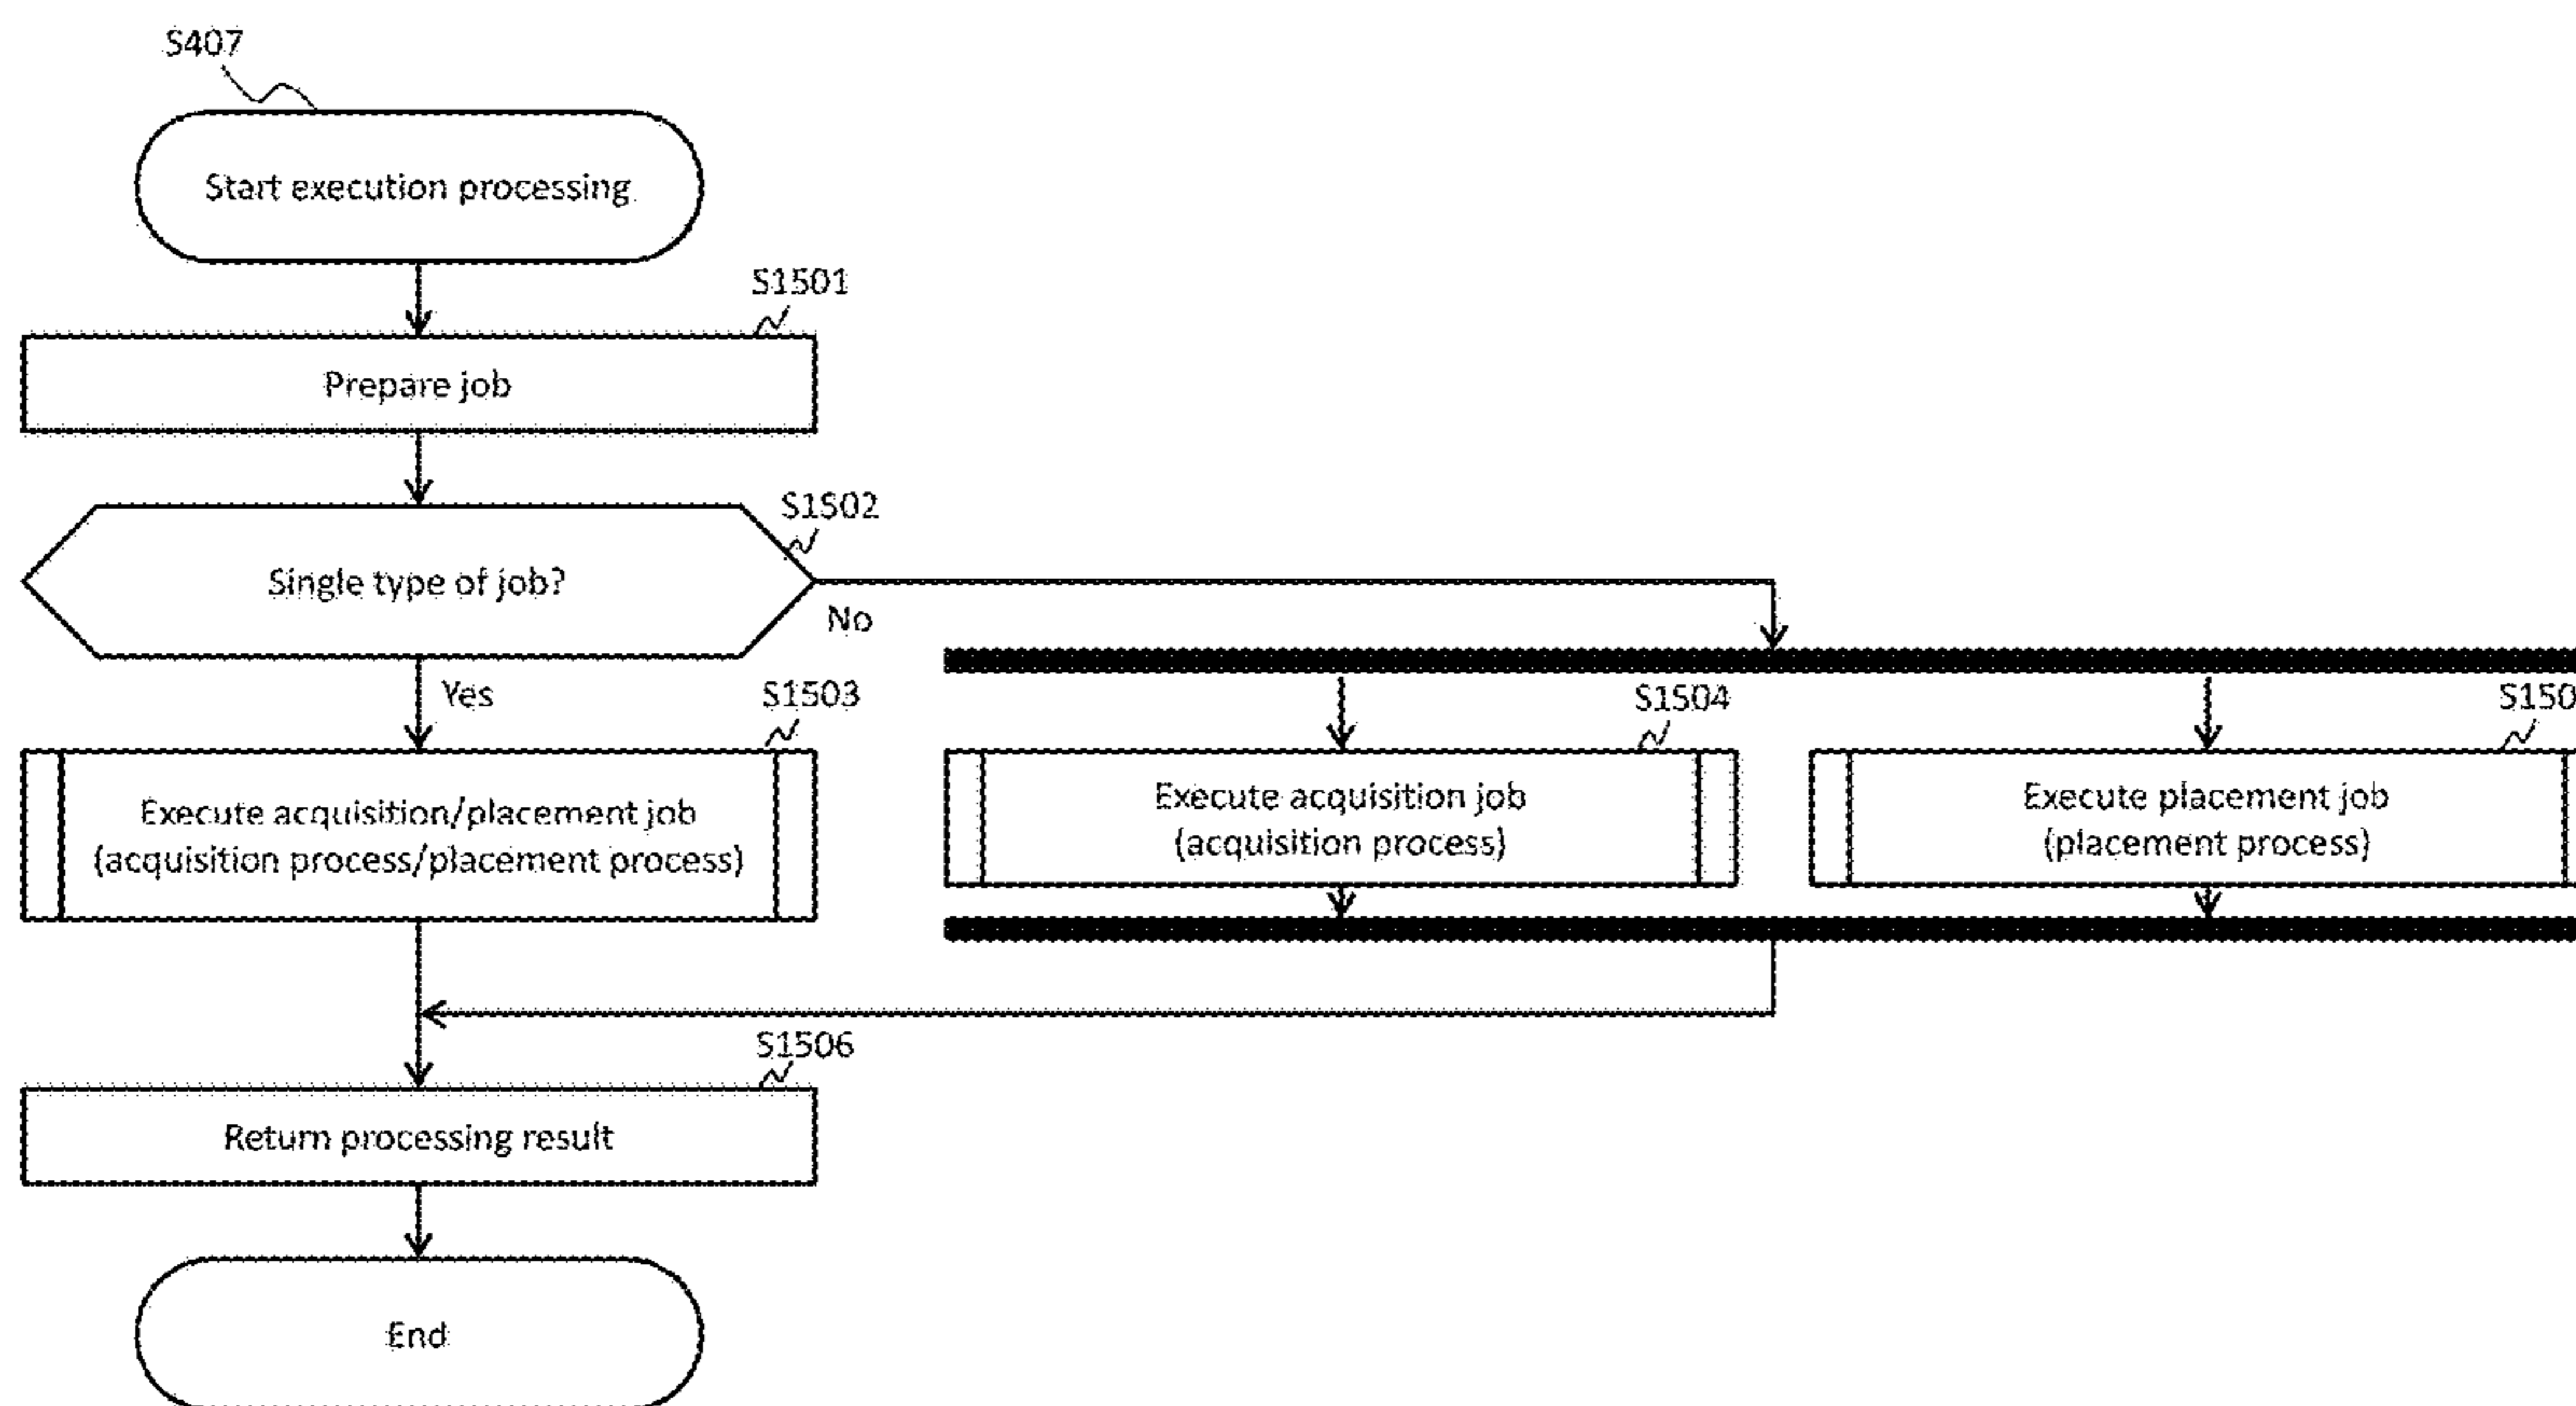 S407
Start execution processing
S1501
Prepare job
S1502
Single type of job?
No
Yes
S1503
S1504
S150
Execute acquisition/placement job
(acquisition process/placement process)
Execute acquisition job
(acquisition process)
Execute placement job
(placement process)
S1506
Return processing result
End